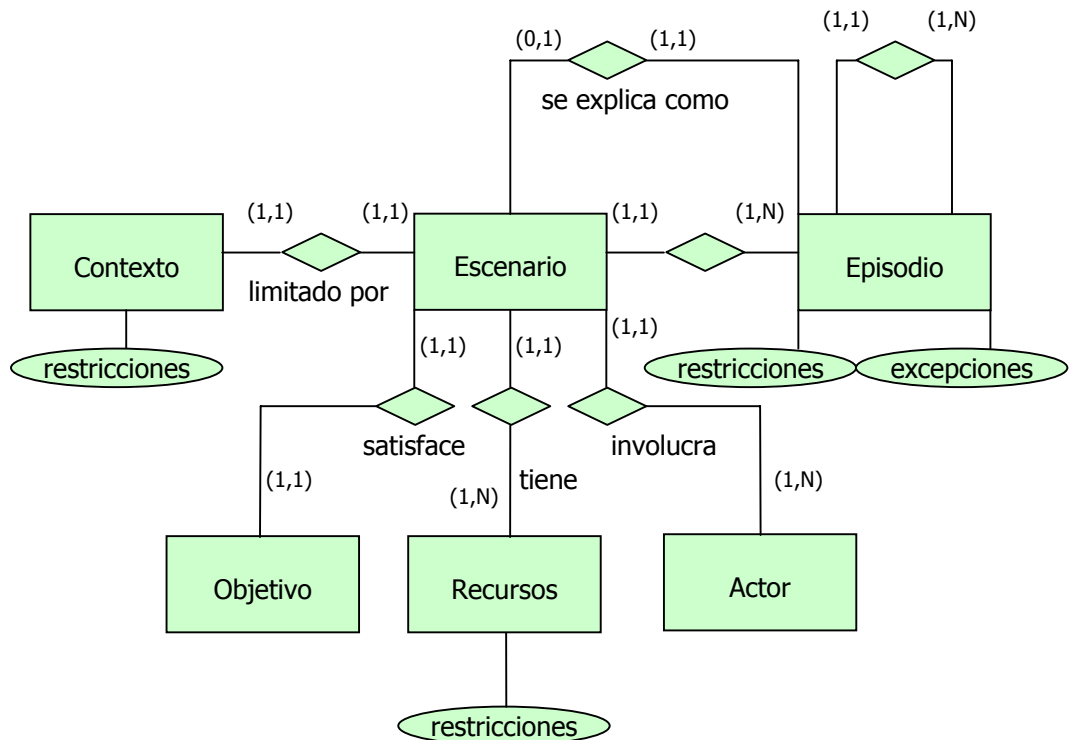 (0,1)
(1,1)
(1,1)
(1,N)
se explica como
(1,1)
(1,1)
(1,1)
(1,N)
Contexto
Escenario
Episodio
limitado por
(1,1)
(1,1)
(1,1)
restricciones
restricciones
excepciones
satisface
involucra
tiene
(1,1)
(1,N)
(1,N)
Objetivo
Recursos
Actor
restricciones